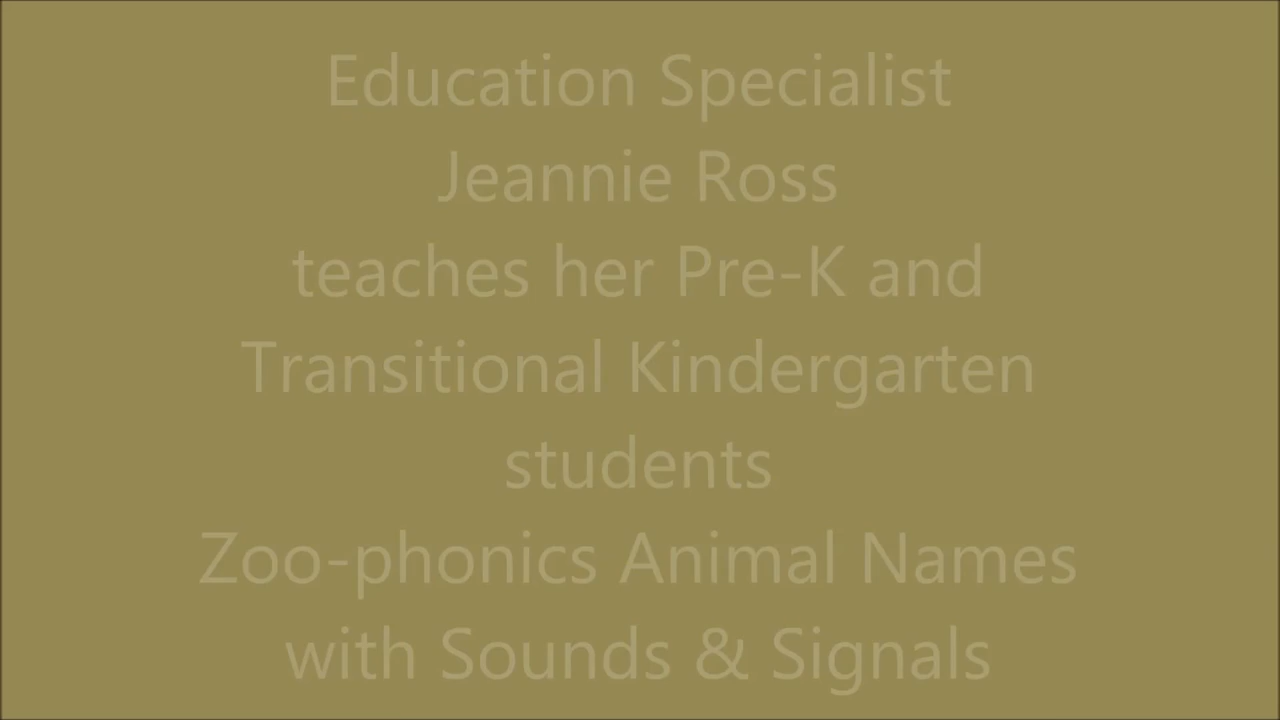 Education Specialist
Jeannie Ross
teaches her Pre-K and
Transitional Kindergarten
students
Zoo-phonics Animal Names
with Sounds & Signals